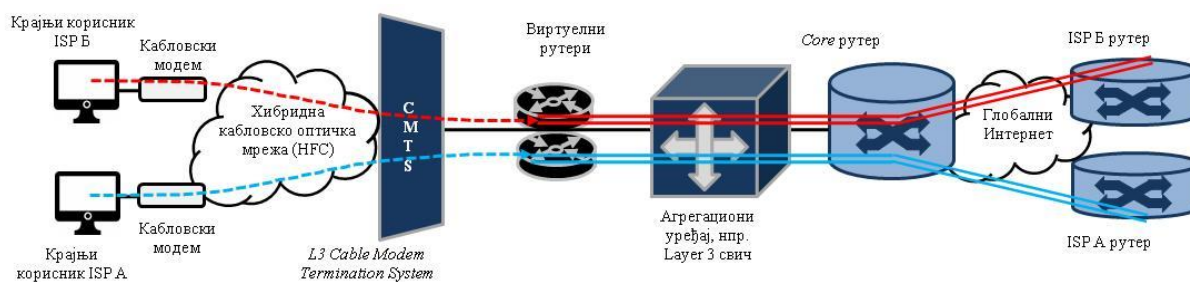 Крајњи корисник
ISP Б
Кабловски
модем
Хибридна
кабловско оптичка
мрежа (HFC)
Крајњи
корисник ISP А
Кабловски
модем
C
M
T
S
L3 Cable Modem
Termination System
Виртуелни
рутери
Агрегациони
уређај, нпр.
Layer 3 свич
Core рутер
Глобални
Интернет
ISP Б рутер
ISP А рутер